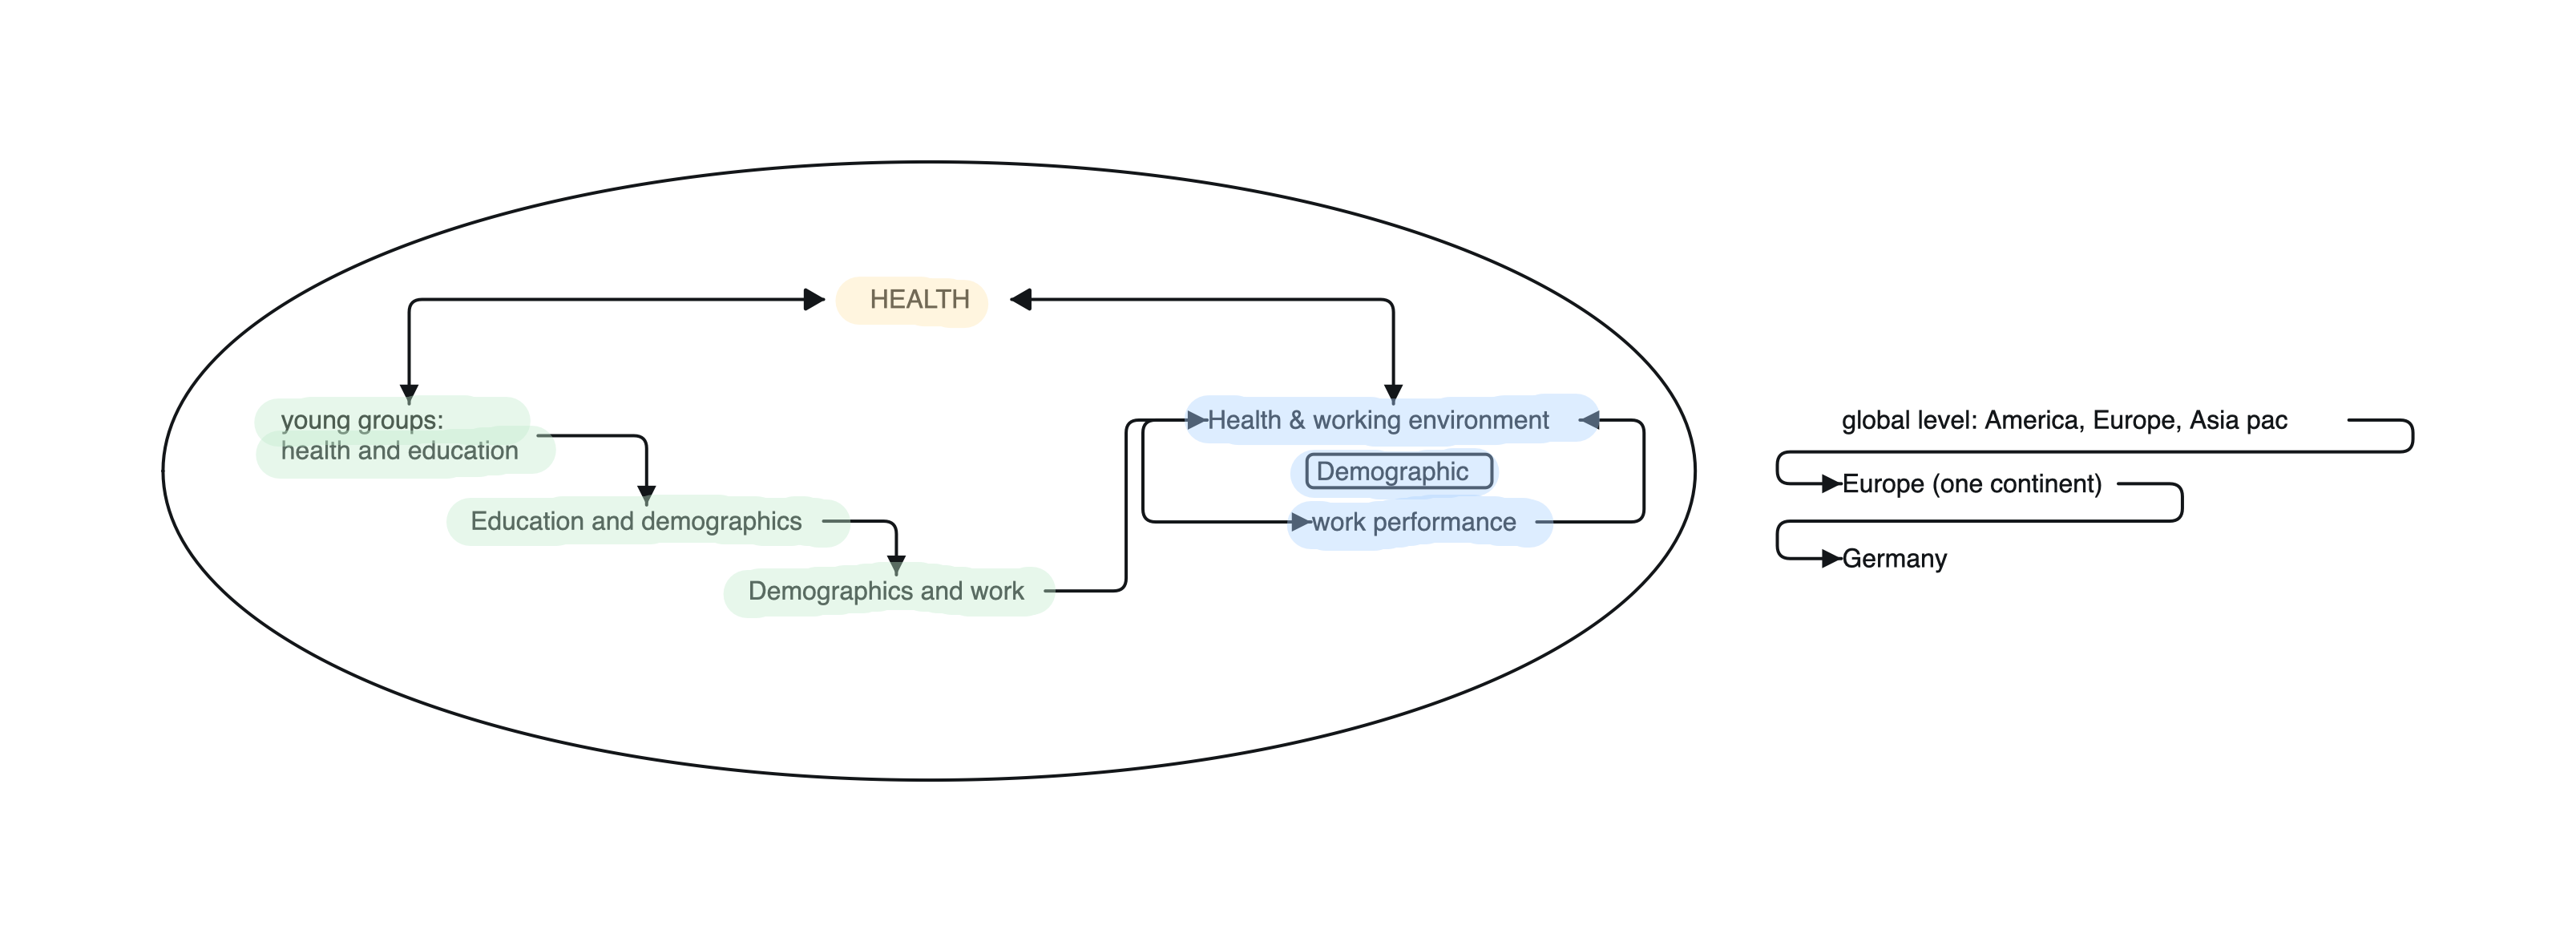 HEALTH
young groups:
health and education
Education and demographics
Demographics and work
Health & working environment
Demographic
work performance
global level: America, Europe, Asia pac
Europe (one continent)
Germany